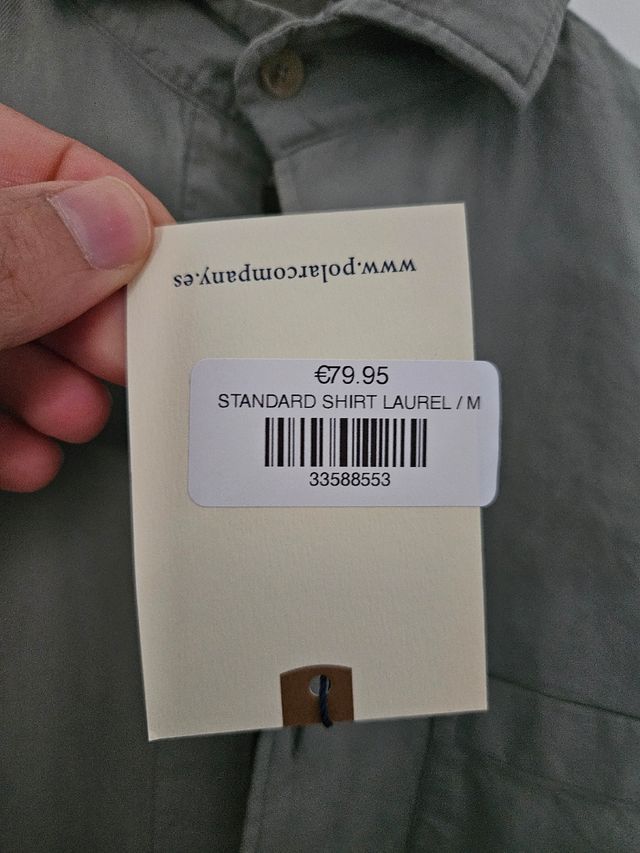 www.polarcompany.es
€79.95
STANDARD SHIRT LAUREL / M
33588553